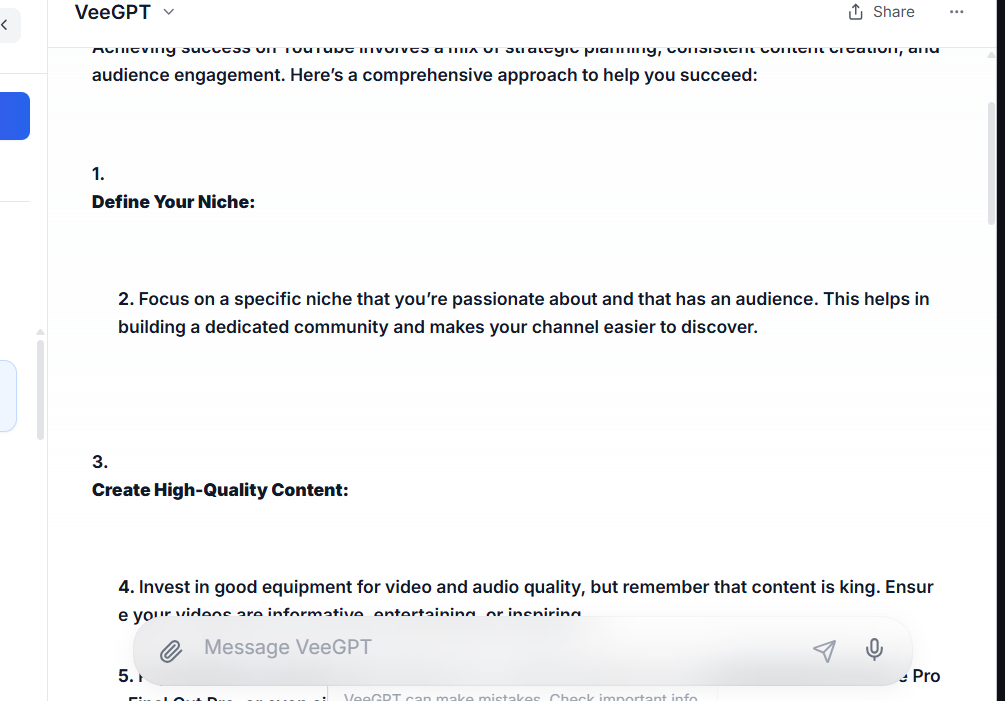 VeeGPT
Share
Achieving success on YouTube involves a mix of strategic planning, consistent content creation, and
audience engagement. Here’s a comprehensive approach to help you succeed:
1.
Define Your Niche:
2. Focus on a specific niche that you’re passionate about and that has an audience. This helps in
building a dedicated community and makes your channel easier to discover.
3.
Create High-Quality Content:
4. Invest in good equipment for video and audio quality, but remember that content is king. Ensur
e your videos are informative, entertaining, or inspiring.
Message VeeGPT
5. Pro
Final Cut Pro, or even
VeeGPT can make mistakes. Check important info.